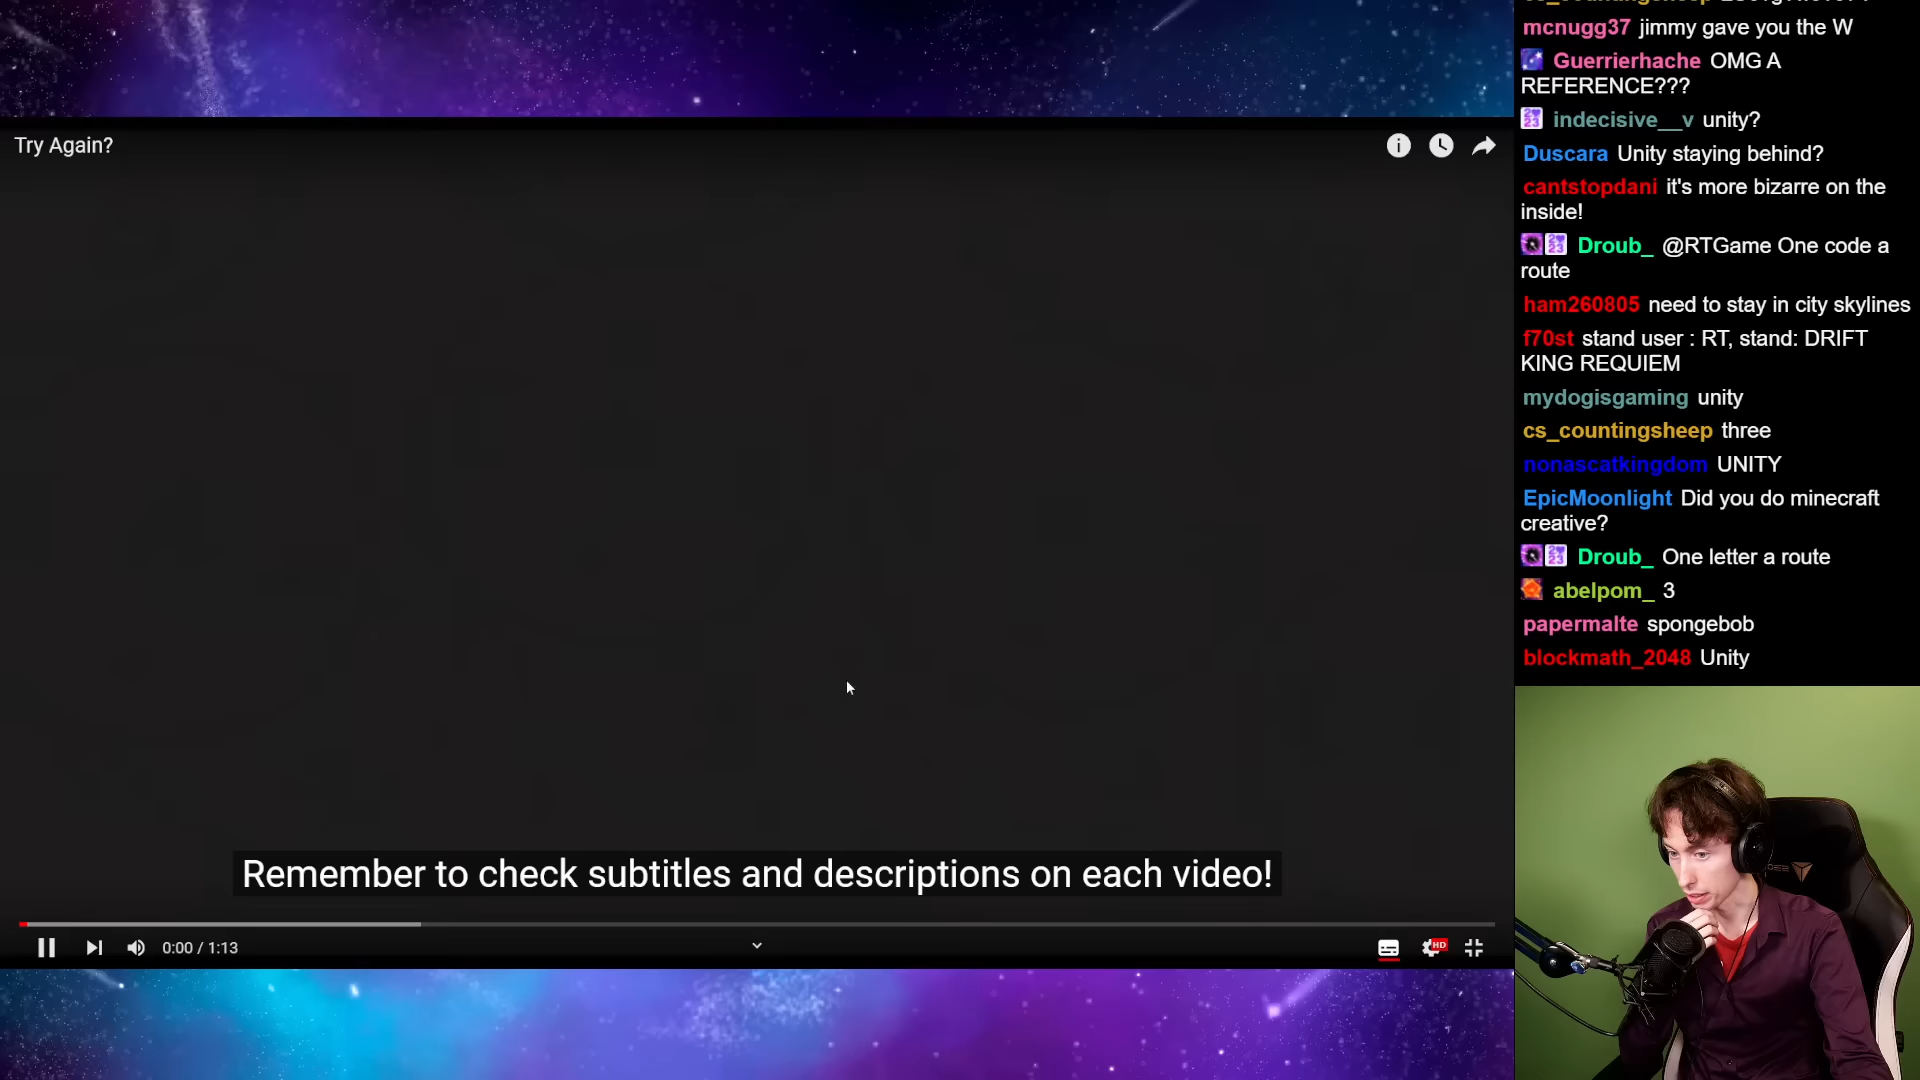 Try Again?
Remember to check subtitles and descriptions on each video!
0:00 / 1:13
HD
mcnugg37 jimmy gave you the W
Guerrierhache OMG A
REFERENCE???
indecisive__v unity?
Duscara Unity staying behind?
cantstopdani it's more bizarre on the
inside!
Droub_ @RTGame One code a
route
ham260805 need to stay in city skylines
f70st stand user : RT, stand: DRIFT
KING REQUIEM
mydogisgaming unity
cs_countingsheep three
nonascatkingdom UNITY
EpicMoonlight Did you do minecraft
creative?
Droub_ One letter a route
abelpom_ 3
papermalte spongebob
blockmath_2048 Unity